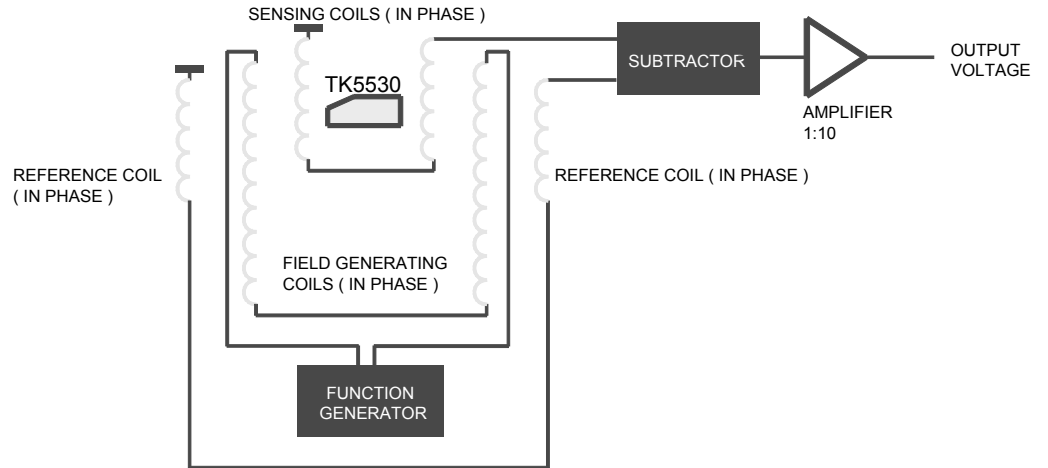 SENSING COILS ( IN PHASE )
SUBTRACTOR
OUTPUT
VOLTAGE
TK5530
AMPLIFIER
1:10
REFERENCE COIL
( IN PHASE )
REFERENCE COIL ( IN PHASE )
FIELD GENERATING
COILS ( IN PHASE )
FUNCTION
GENERATOR